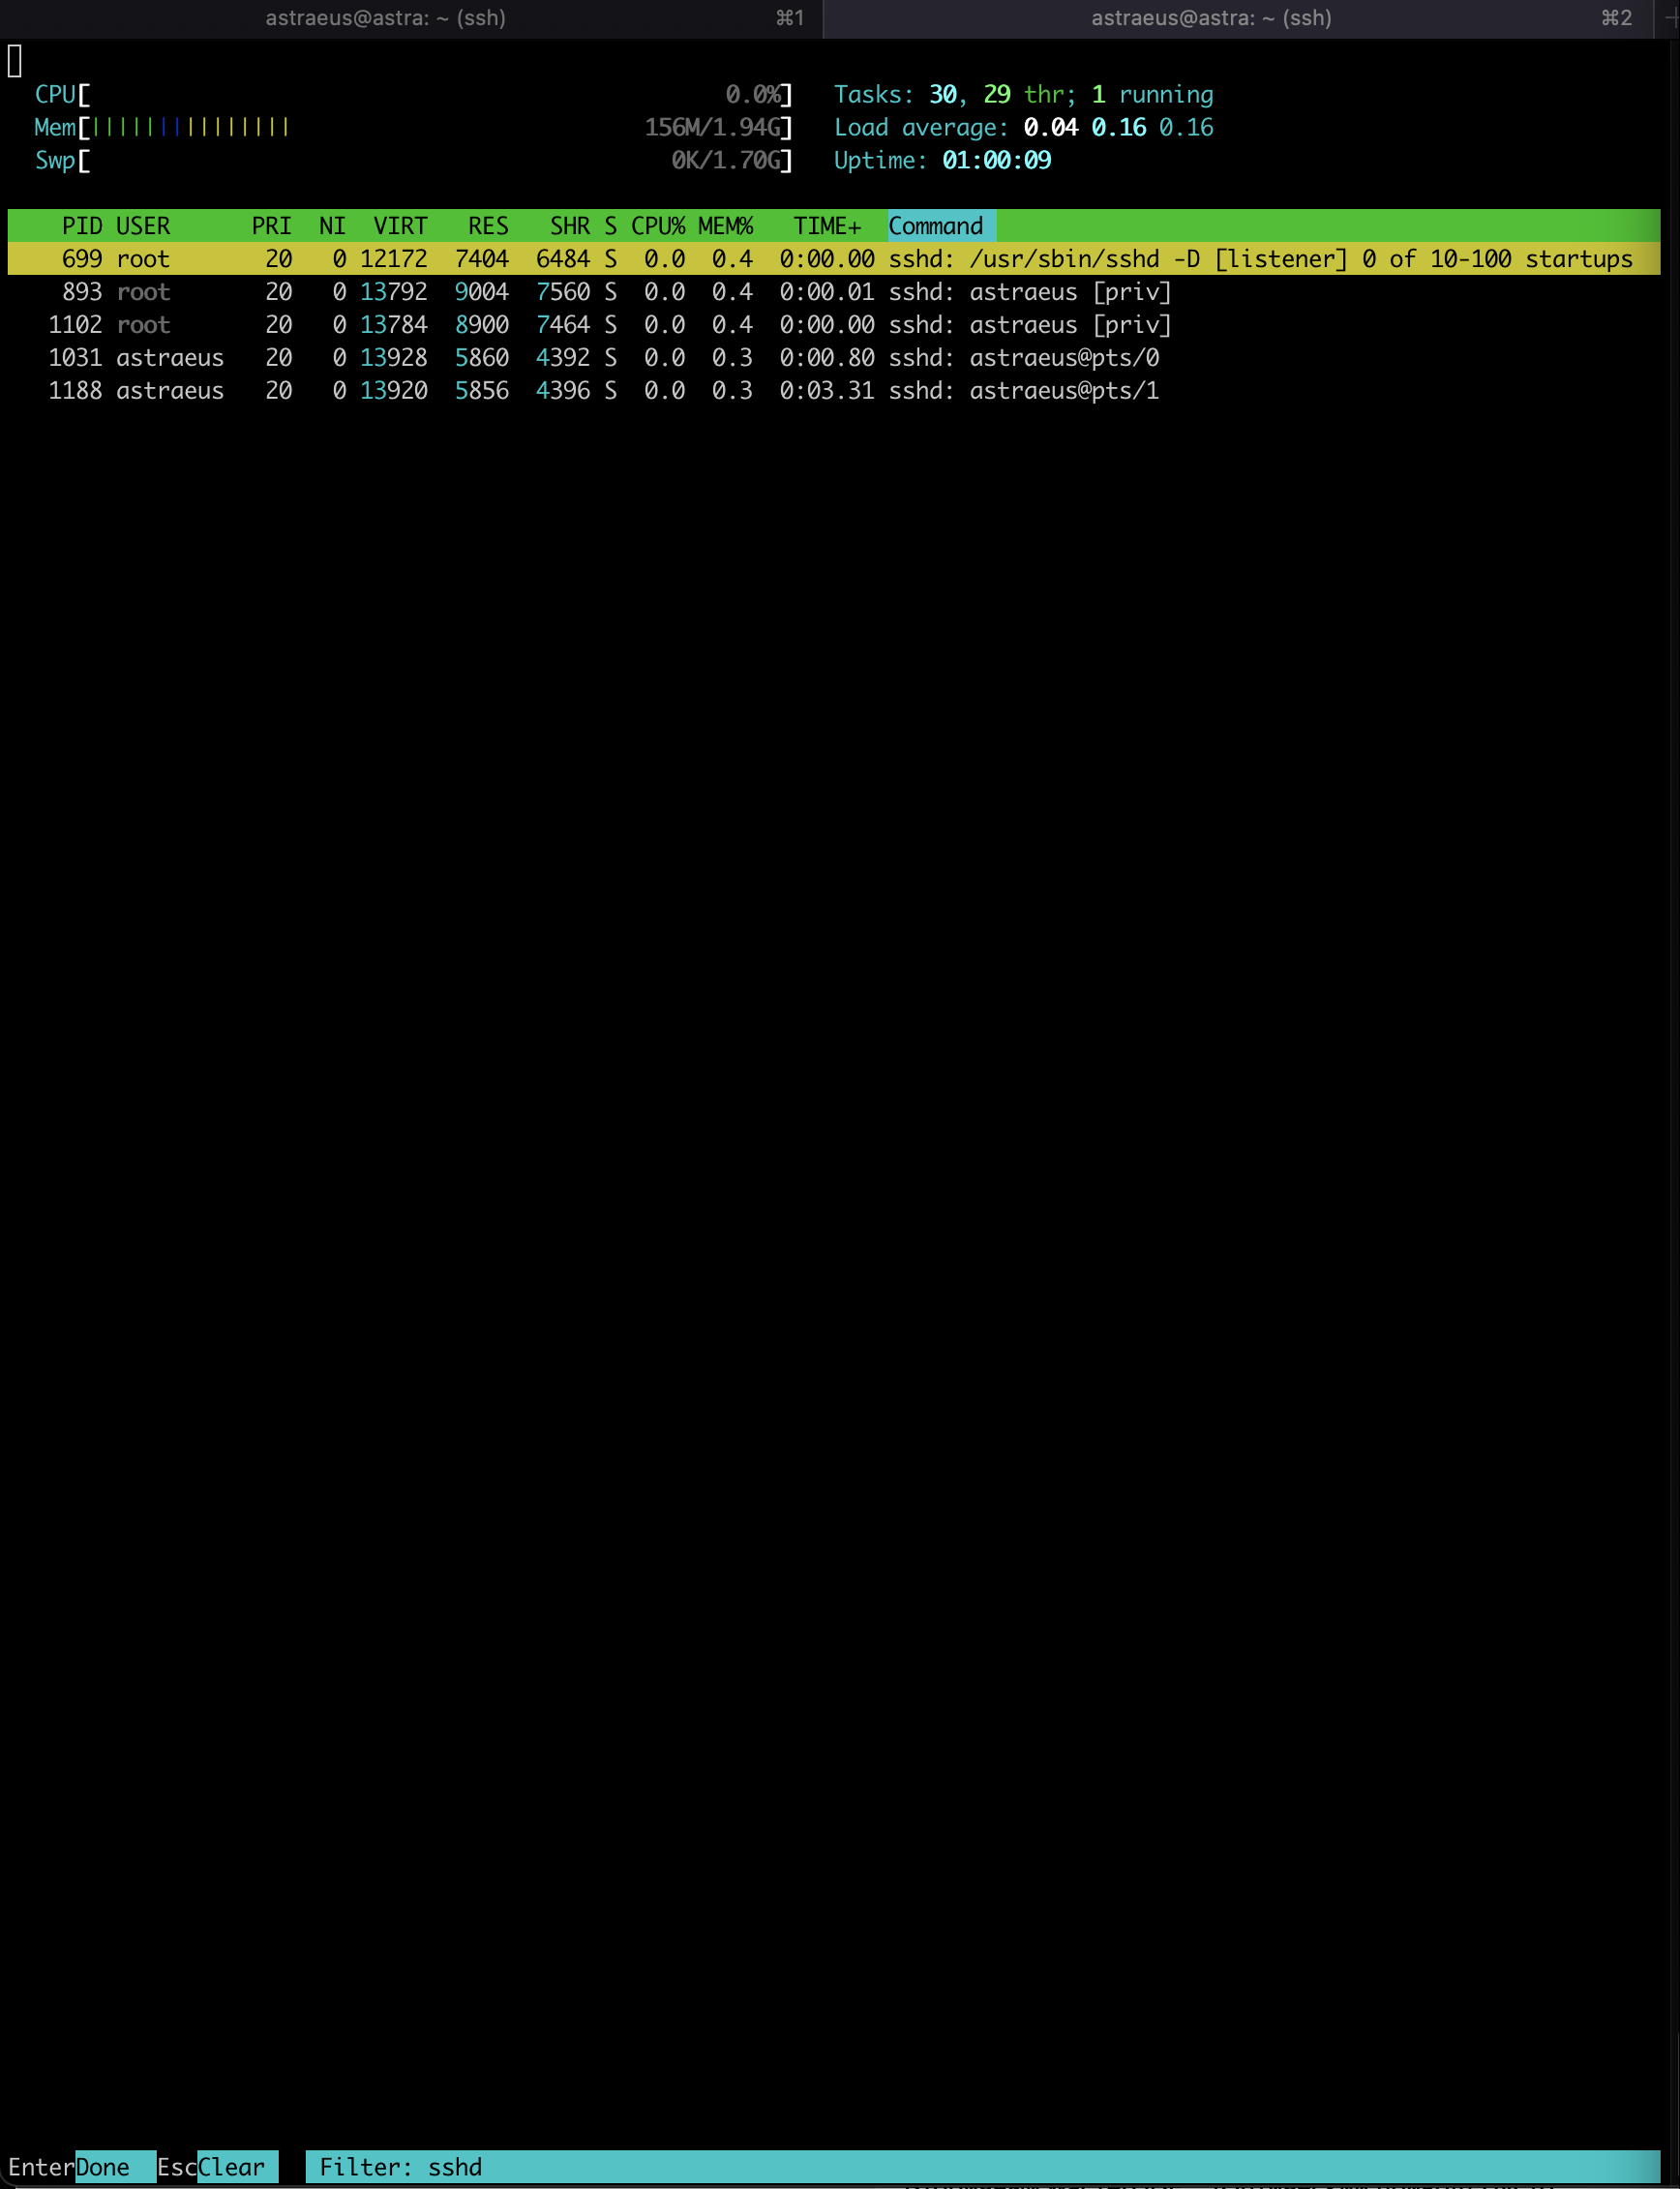 astraeus@astra: ~ (ssh) ⌘1 astraeus@astra: ~ (ssh) ⌘2
CPU[ 0.0%] Tasks: 30, 29 thr; 1 running
Mem[||||||||||||||| 156M/1.94G] Load average: 0.04 0.16 0.16
Swp[ 0K/1.70G] Uptime: 01:00:09
PID USER PRI NI VIRT RES SHR S CPU% MEM% TIME+ Command
699 root 20 0 12172 7404 6484 S 0.0 0.4 0:00.00 sshd: /usr/sbin/sshd -D [listener] 0 of 10-100 startups
893 root 20 0 13792 9004 7560 S 0.0 0.4 0:00.01 sshd: astraeus [priv]
1102 root 20 0 13784 8900 7464 S 0.0 0.4 0:00.00 sshd: astraeus [priv]
1031 astraeus 20 0 13928 5860 4392 S 0.0 0.3 0:00.80 sshd: astraeus@pts/0
1188 astraeus 20 0 13920 5856 4396 S 0.0 0.3 0:03.31 sshd: astraeus@pts/1
EnterDone EscClear Filter: sshd